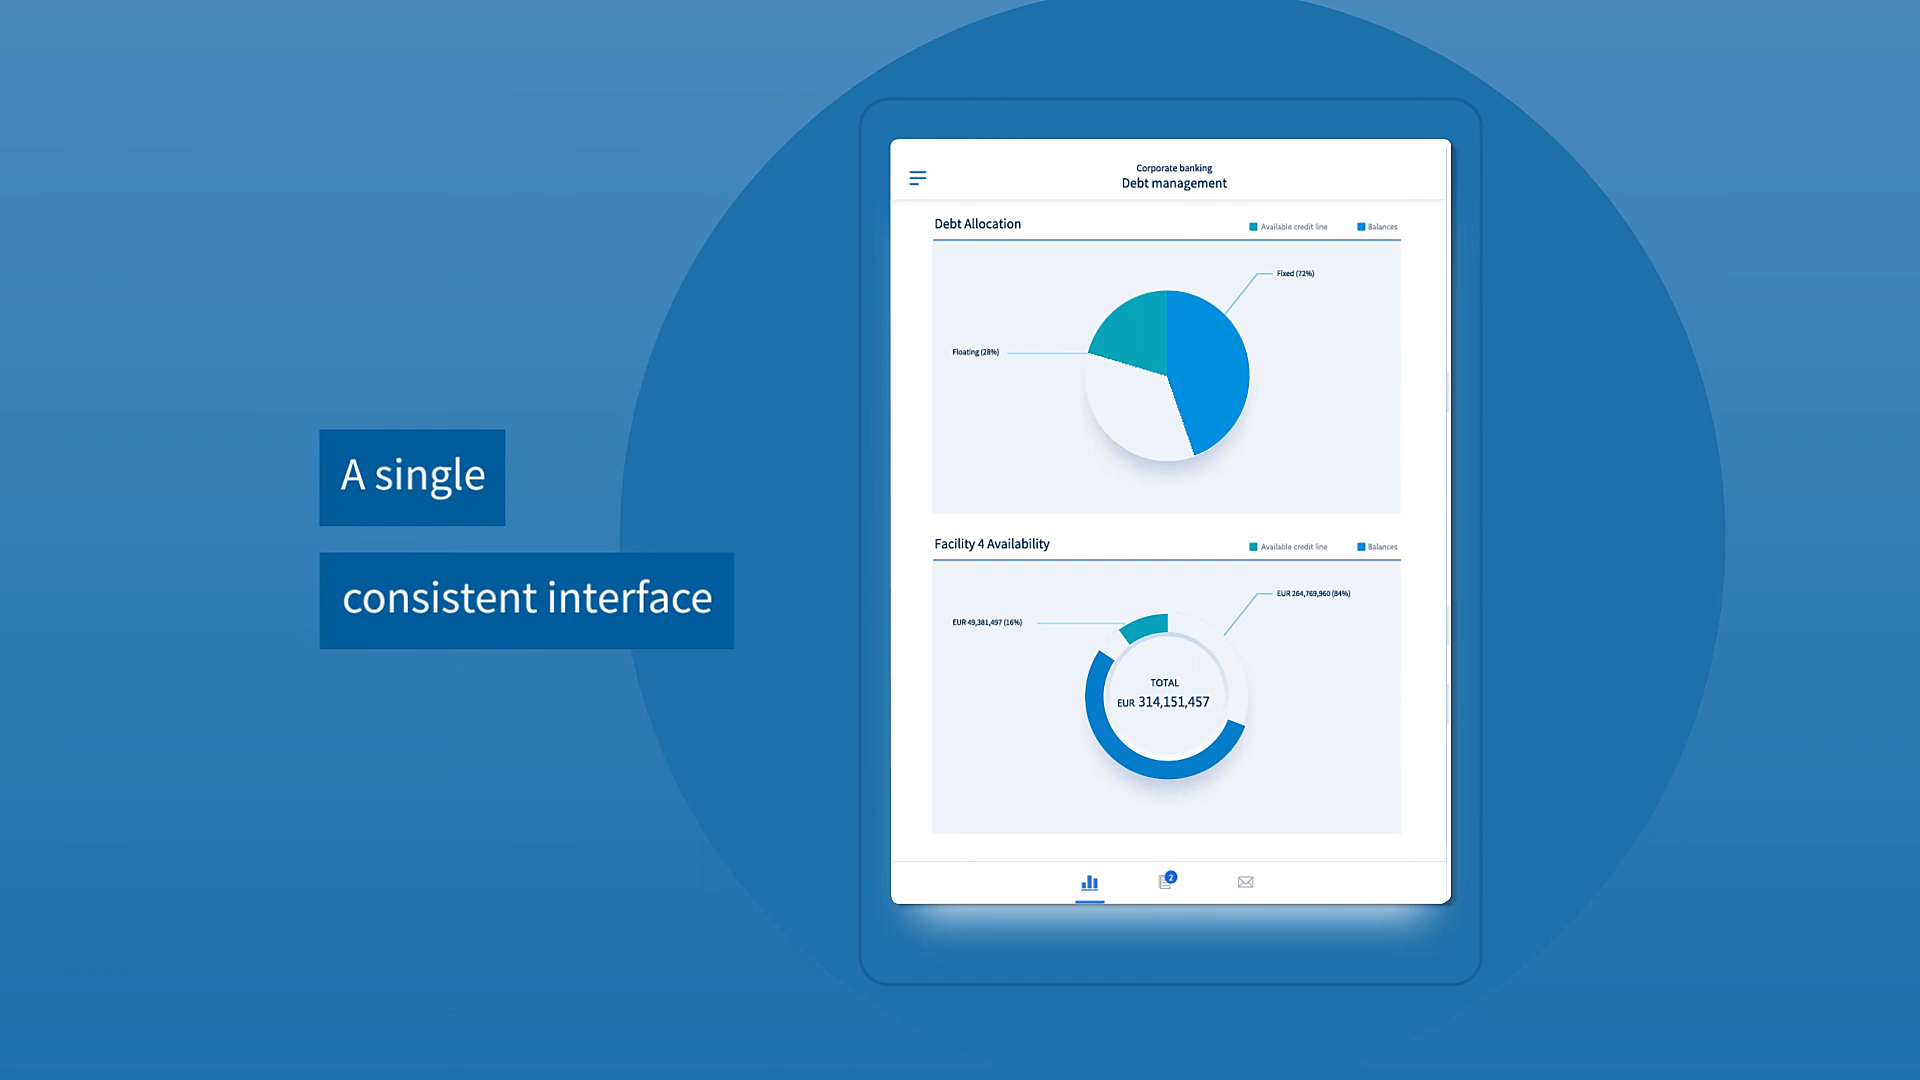 A single
consistent interface
Corporate banking
Debt management
Debt Allocation
Available credit line
Balances
Fixed (72%)
Floating (28%)
Facility 4 Availability
Available credit line
Balances
EUR 264,769,960 (84%)
EUR 49,381,497 (16%)
TOTAL
EUR 314,151,457
2